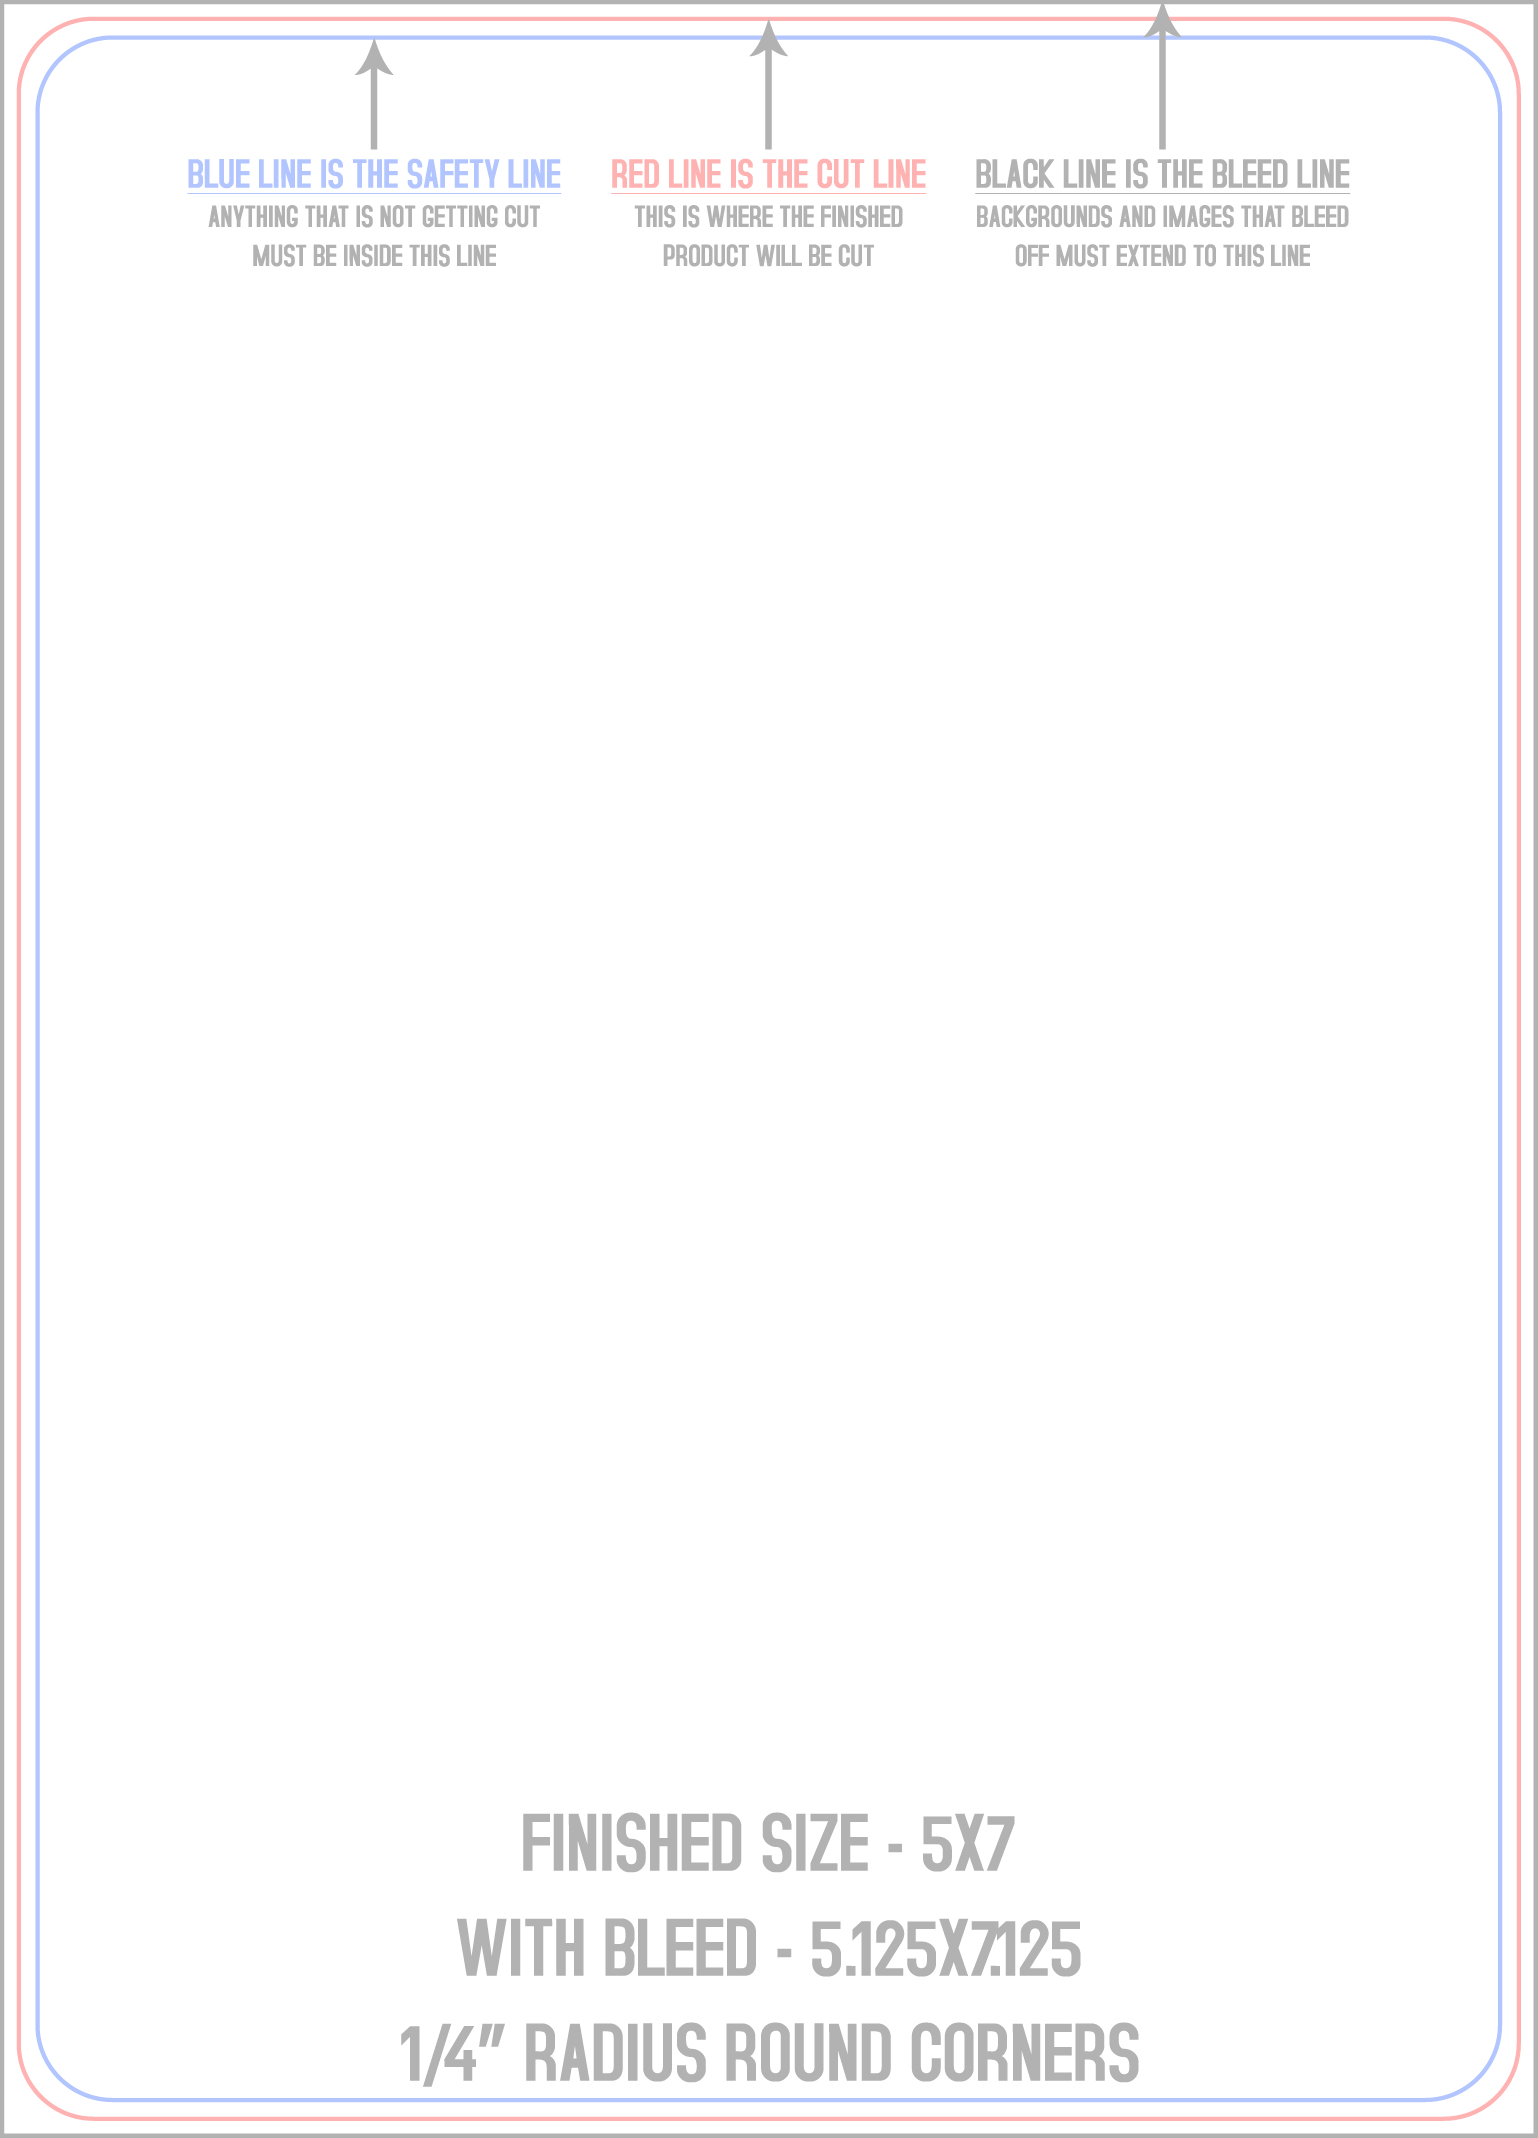 BLUE LINE IS THE SAFETY LINE
ANYTHING THAT IS NOT GETTING CUT
MUST BE INSIDE THIS LINE
RED LINE IS THE CUT LINE
THIS IS WHERE THE FINISHED
PRODUCT WILL BE CUT
BLACK LINE IS THE BLEED LINE
BACKGROUNDS AND IMAGES THAT BLEED
OFF MUST EXTEND TO THIS LINE
FINISHED SIZE - 5X7
WITH BLEED - 5.125X7.125
1/4" RADIUS ROUND CORNERS